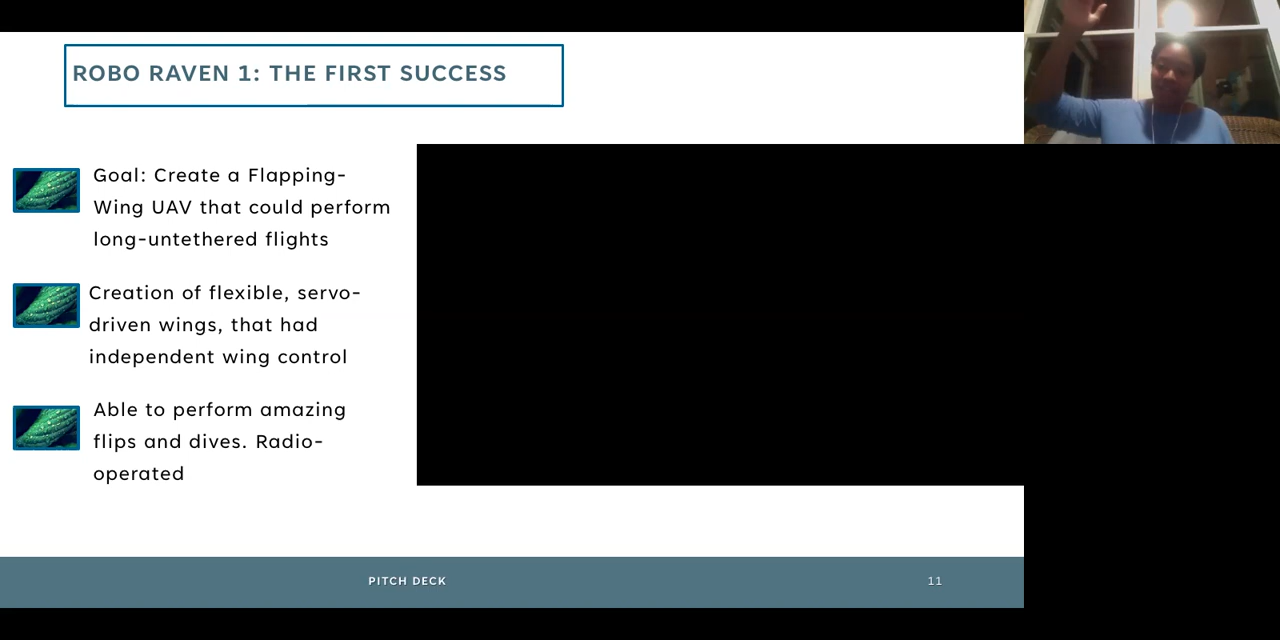 ROBO RAVEN 1: THE FIRST SUCCESS
Goal: Create a Flapping-
Wing UAV that could perform
long-untethered flights
Creation of flexible, servo-
driven wings, that had
independent wing control
Able to perform amazing
flips and dives. Radio-
operated
PITCH DECK
11